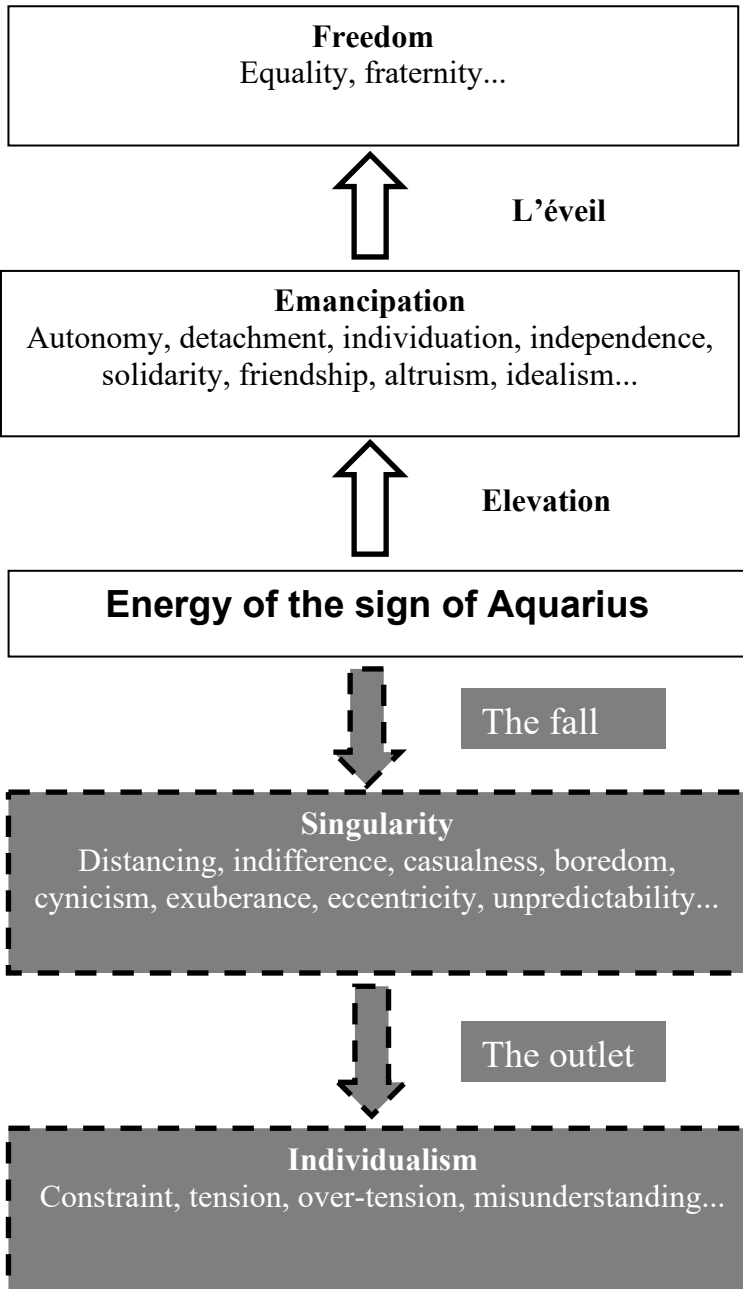 Freedom
Equality, fraternity...
L’éveil
Emancipation
Autonomy, detachment, individuation, independence,
solidarity, friendship, altruism, idealism...
Elevation
Energy of the sign of Aquarius
The fall
Singularity
Distancing, indifference, casualness, boredom,
cynicism, exuberance, eccentricity, unpredictability...
The outlet
Individualism
Constraint, tension, over-tension, misunderstanding...